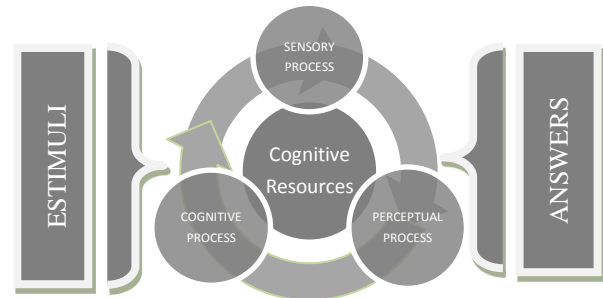 ESTIMULI
SENSORY
PROCESS
Cognitive
Resources
COGNITIVE
PROCESS
PERCEPTUAL
PROCESS
ANSWERS